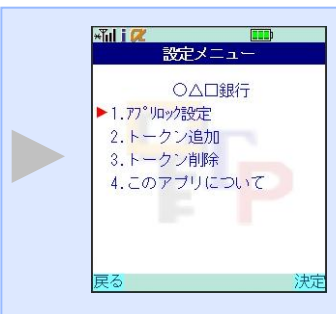 設定メニュー
○△□銀行
1.ｱﾌﾟﾘﾛｯｸ設定
2.トークン追加
3.トークン削除
4.このアプリについて
戻る 決定